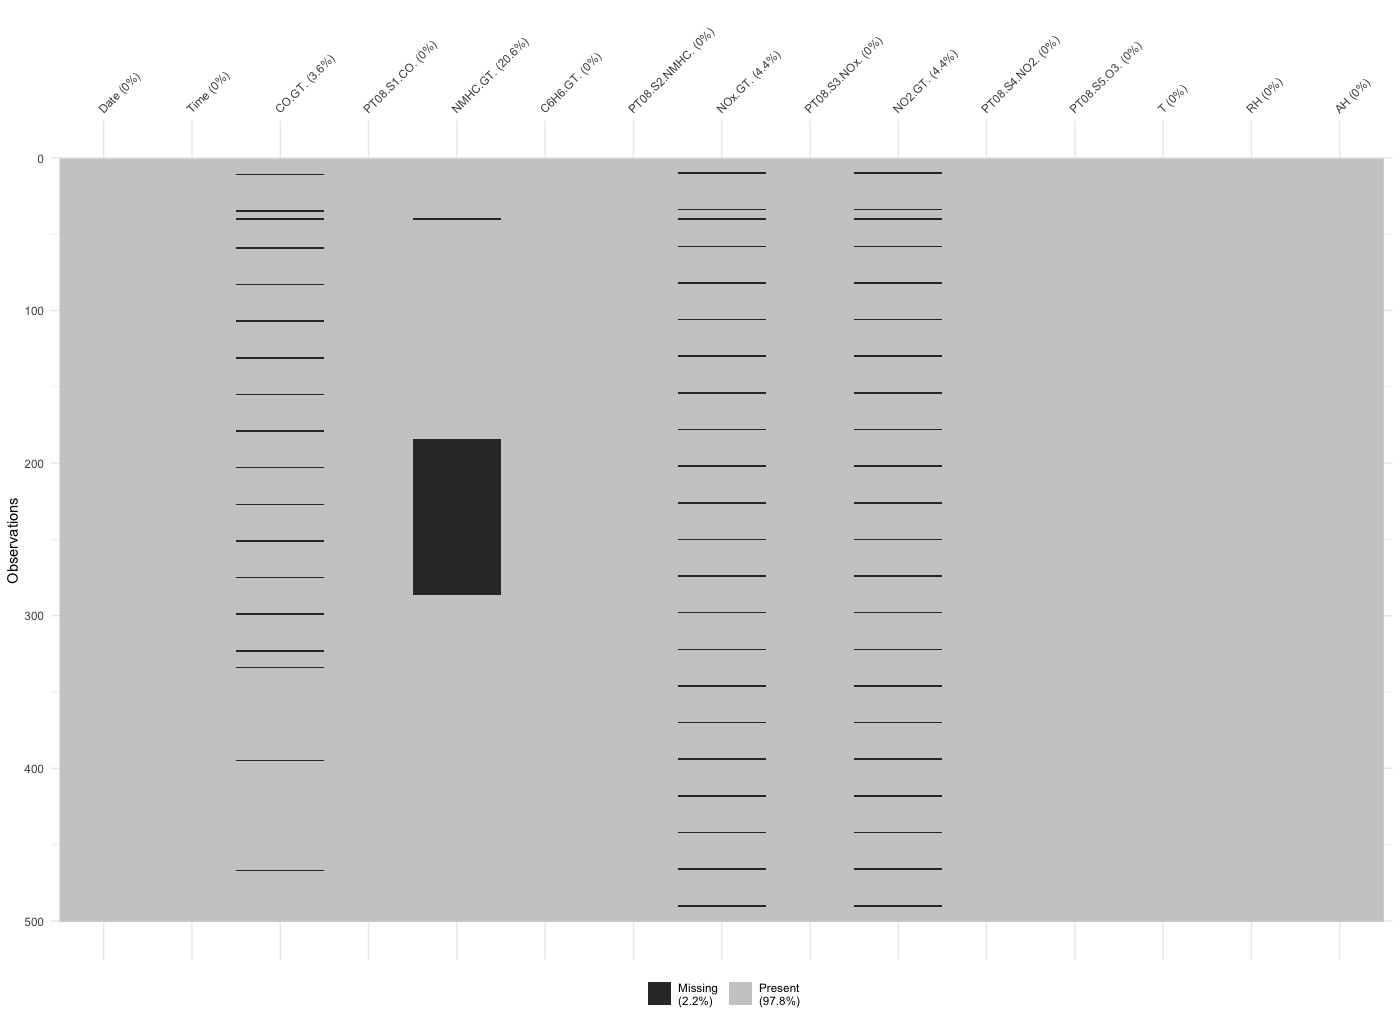 Date (0%)
Time (0%)
CO.GT. (3.6%)
PT08.S1.CO. (0%)
NMHC.GT. (20.6%)
C6H6.GT. (0%)
PT08.S2.NMHC. (0%)
NOx.GT. (4.4%)
PT08.S3.NOx. (0%)
NO2.GT. (4.4%)
PT08.S4.NO2. (0%)
PT08.S5.O3. (0%)
T (0%)
RH (0%)
AH (0%)
0
100
200
300
400
500
Observations
Missing
(2.2%)
Present
(97.8%)